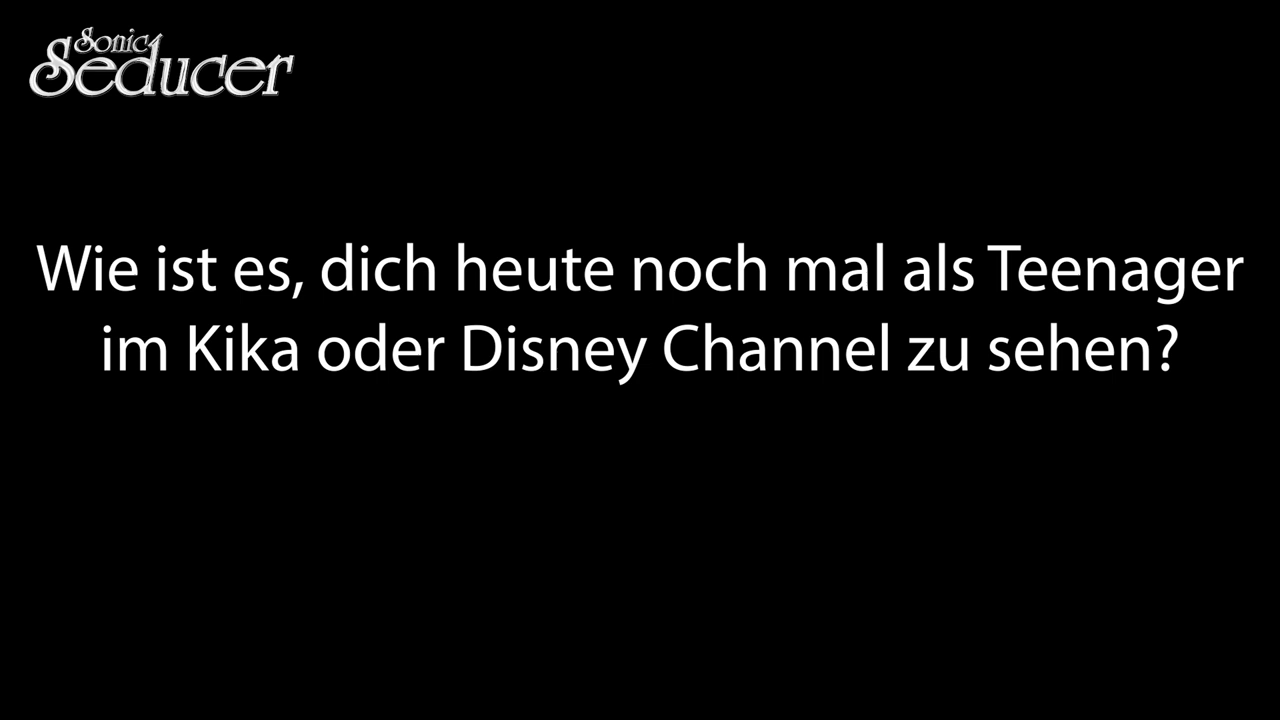 Sonic
Seducer
Wie ist es, dich heute noch mal als Teenager
im Kika oder Disney Channel zu sehen?